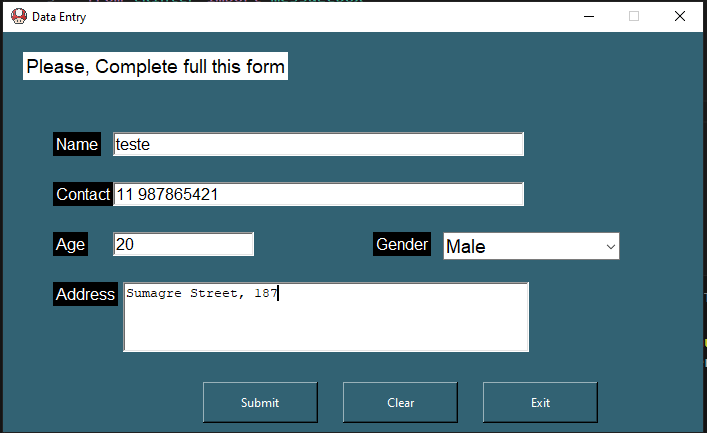 Data Entry
Please, Complete full this form
Name teste
Contact 11 987865421
Age 20 Gender Male
Address Sumagre Street, 187
Submit Clear Exit